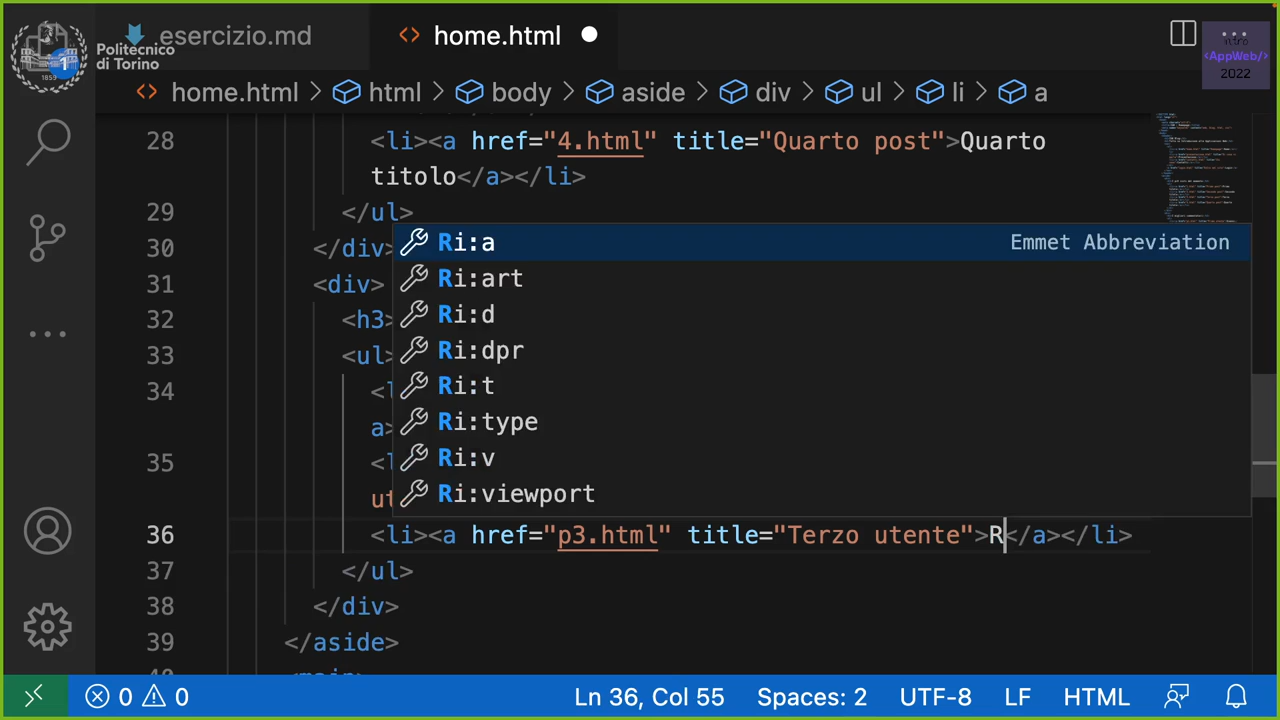 esercizio.md
home.html
Politecnico
di Torino
1859
1
intro
<AppWeb/>
2022
home.html > html > body > aside > div > ul > li > a
28 <li><a href="4.html" title="Quarto post">Quarto
titolo</a></li>
29 </ul>
30 </div>
31 <div>
32 <h3>
33 <ul>
34 <l
a>
35 <l
ut
36 <li><a href="p3.html" title="Terzo utente">R</a></li>
37 </ul>
38 </div>
39 </aside>
Ri:a Emmet Abbreviation
Ri:art
Ri:d
Ri:dpr
Ri:t
Ri:type
Ri:v
Ri:viewport
0 0 Ln 36, Col 55 Spaces: 2 UTF-8 LF HTML